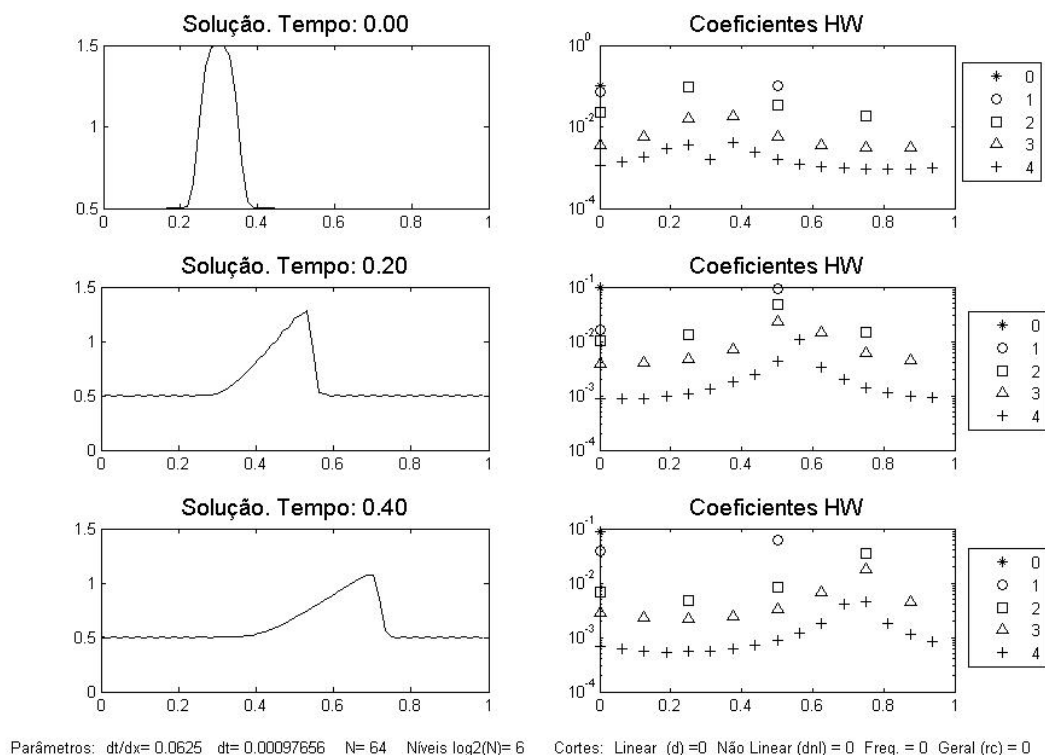 Solução. Tempo: 0.00
1.5
1
0.5
0 0.2 0.4 0.6 0.8 1
Coeficientes HW
10^0
10^-2
10^-4
0 0.2 0.4 0.6 0.8 1
0
1
2
3
4
Solução. Tempo: 0.20
1.5
1
0.5
0
0 0.2 0.4 0.6 0.8 1
Coeficientes HW
10^-1
10^-2
10^-3
10^-4
0 0.2 0.4 0.6 0.8 1
0
1
2
3
4
Solução. Tempo: 0.40
1.5
1
0.5
0
0 0.2 0.4 0.6 0.8 1
Coeficientes HW
10^-1
10^-2
10^-3
10^-4
0 0.2 0.4 0.6 0.8 1
0
1
2
3
4
Parâmetros: dt/dx= 0.0625 dt= 0.00097656 N= 64 Níveis log2(N)= 6 Cortes: Linear (d) =0 Não Linear (dnl) = 0 Freq. = 0 Geral (rc) = 0